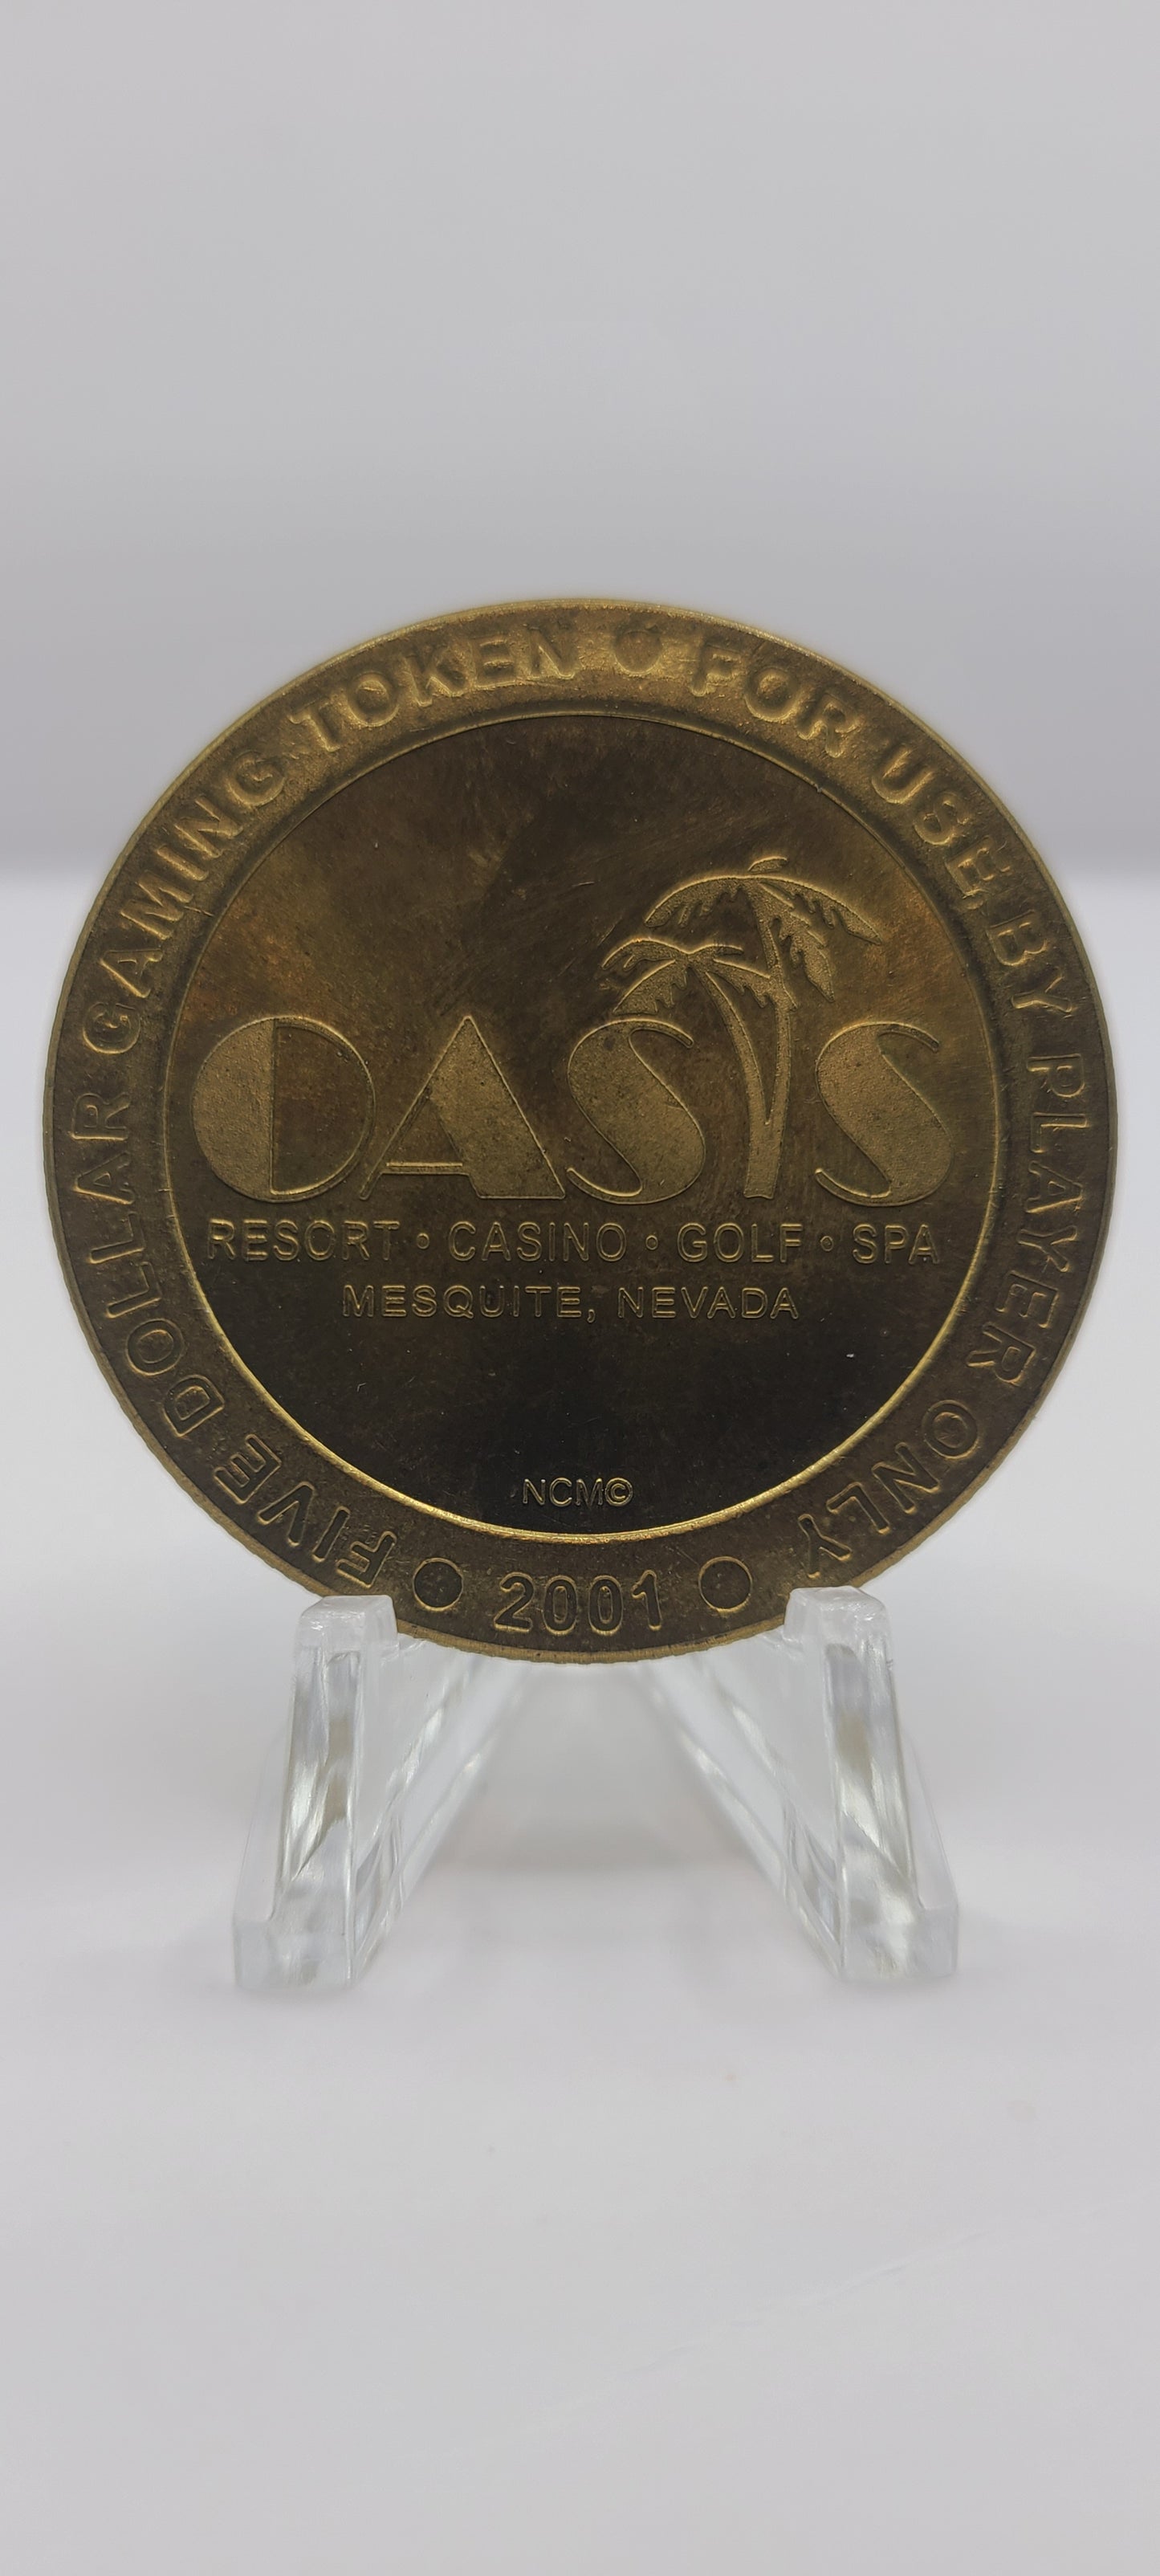 FIVE DOLLAR GAMING TOKEN • FOR USE BY PLAYER ONLY
OASIS
RESORT • CASINO • GOLF • SPA
MESQUITE, NEVADA
NCM©
• 2001 •